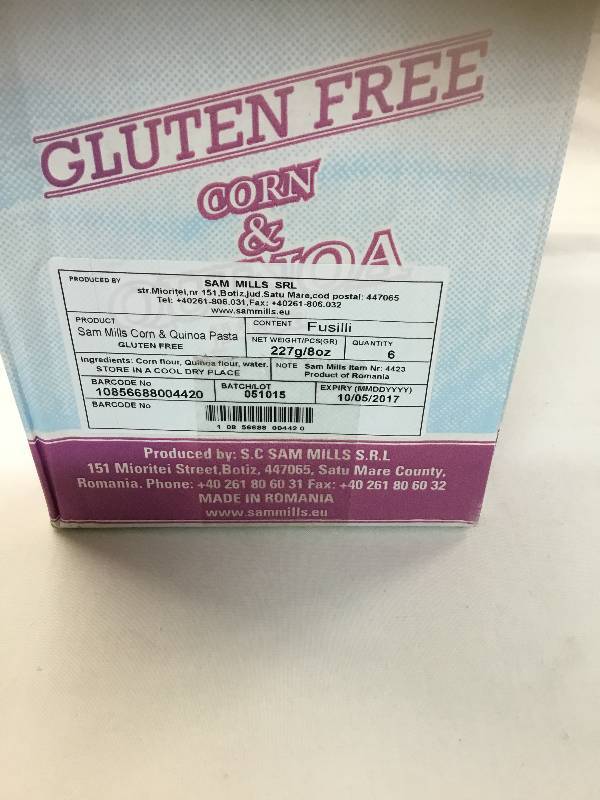 GLUTEN FREE
CORN
&
PRODUCED BY
SAM MILLS SRL
str.Mioritei,nr 151,Botiz,jud.Satu Mare,cod postal: 447065
Tel: +40261-806.031,Fax: +40261-806.032
www.sammills.eu
PRODUCT
Sam Mills Corn & Quinoa Pasta
GLUTEN FREE
CONTENT Fusilli
NET WEIGHT/PCS(GR)
227g/8oz
QUANTITY
6
Ingredients: Corn flour, Quinoa flour, water.
STORE IN A COOL DRY PLACE
NOTE Sam Mills Item Nr: 4423
Product of Romania
BARCODE No
10856688004420
BATCH/LOT
051015
EXPIRY (MMDDYYYY)
10/05/2017
BARCODE No
1 08 56688 00442 0
Produced by: S.C SAM MILLS S.R.L
151 Mioritei Street,Botiz, 447065, Satu Mare County,
Romania. Phone: +40 261 80 60 31 Fax: +40 261 80 60 32
MADE IN ROMANIA
www.sammills.eu